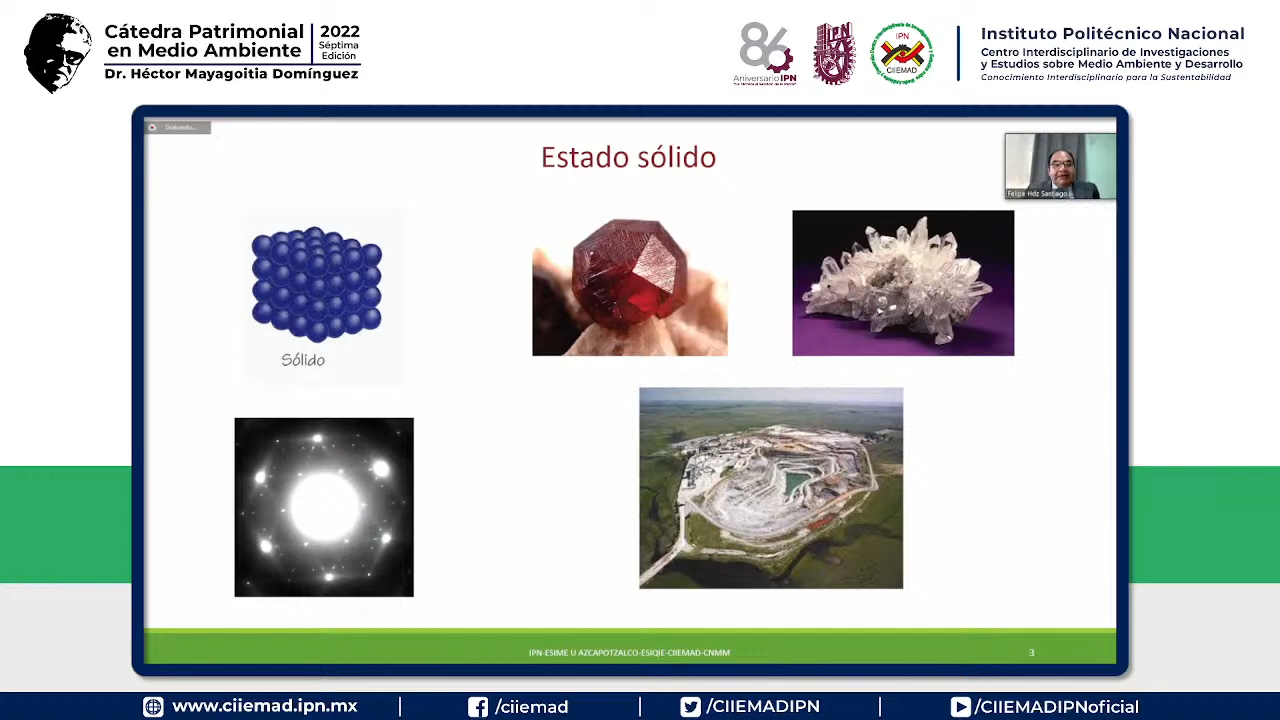 Cátedra Patrimonial
en Medio Ambiente
2022
Séptima
Edición
Dr. Héctor Mayagoitia Domínguez
86
Aniversario IPN
IPN
IPN
CIIEMAD
Instituto Politécnico Nacional
Centro Interdisciplinario de Investigaciones
y Estudios sobre Medio Ambiente y Desarrollo
Conocimiento Interdisciplinario para la Sustentabilidad
Estado sólido
Felipe Hdz Santiago
Sólido
IPN-ESIME U AZCAPOTZALCO-ESIQIE-CIIEMAD-CNMM
3
www.ciiemad.ipn.mx
/ciiemad
/CIIEMADIPN
/CIIEMADIPNoficial